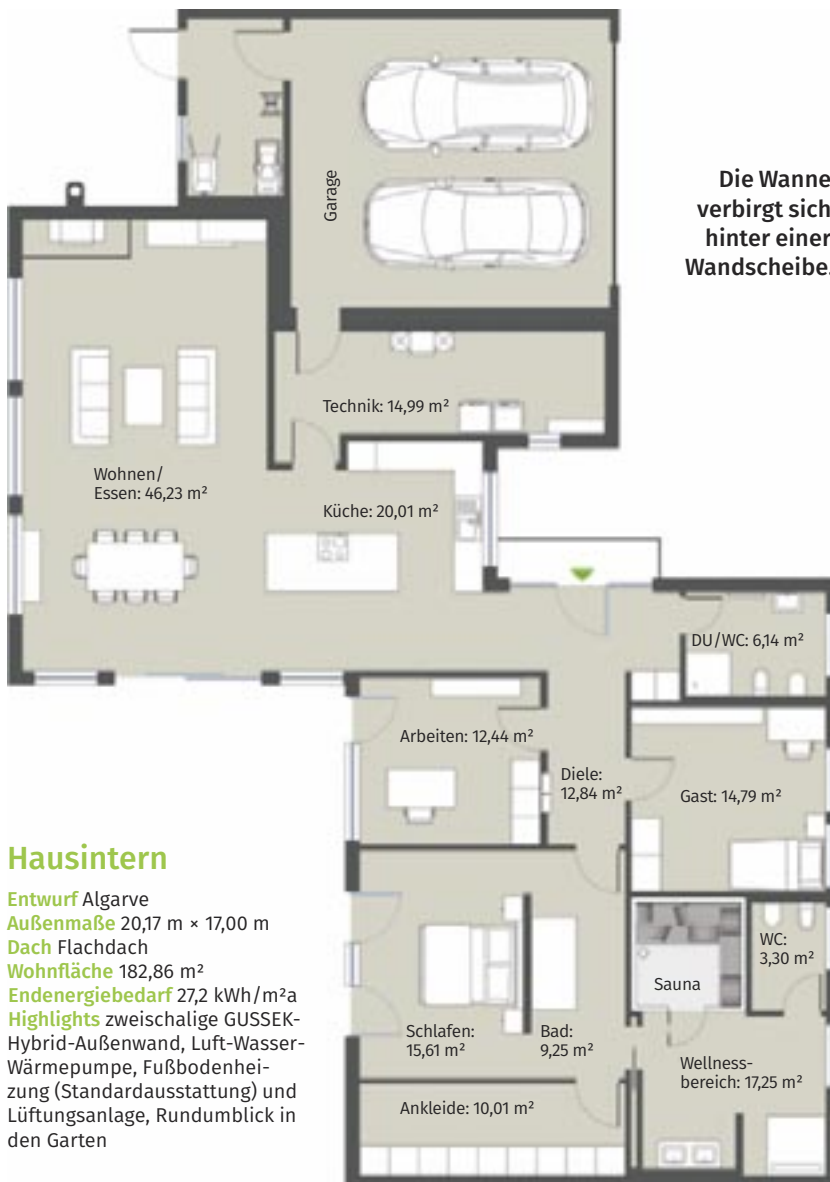 Garage
Die Wanne
verbirgt sich
hinter einer
Wandscheibe.
Technik: 14,99 m²
Wohnen/
Essen: 46,23 m²
Küche: 20,01 m²
DU/WC: 6,14 m²
Arbeiten: 12,44 m²
Diele:
12,84 m²
Gast: 14,79 m²
WC:
3,30 m²
Sauna
Schlafen:
15,61 m²
Bad:
9,25 m²
Wellness-
bereich: 17,25 m²
Ankleide: 10,01 m²
Hausintern
Entwurf Algarve
Außenmaße 20,17 m × 17,00 m
Dach Flachdach
Wohnfläche 182,86 m²
Endenergiebedarf 27,2 kWh/m²a
Highlights zweischalige GUSSEK-
Hybrid-Außenwand, Luft-Wasser-
Wärmepumpe, Fußbodenhei-
zung (Standardausstattung) und
Lüftungsanlage, Rundumblick in
den Garten